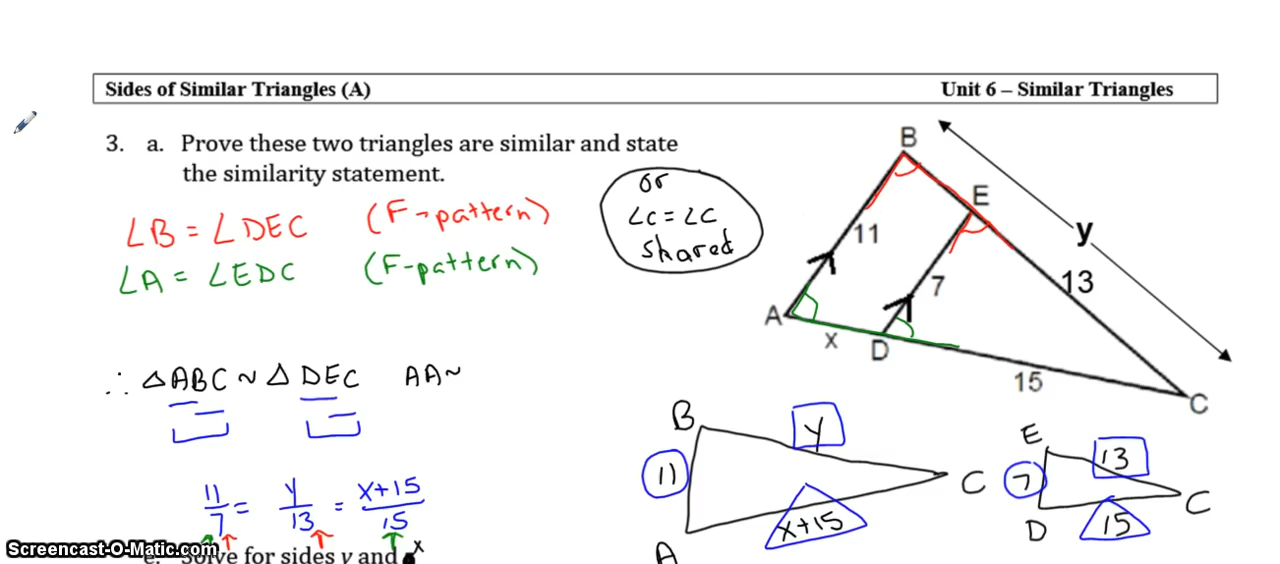 Sides of Similar Triangles (A)
Unit 6 – Similar Triangles
3. a. Prove these two triangles are similar and state
the similarity statement.
∠B = ∠DEC (F-pattern)
∠A = ∠EDC (F-pattern)
or
∠C = ∠C
shared
B
E
y
11
7
13
A
x
D
15
C
∴ △ABC ~ △DEC AA~
11/7 = y/13 = x+15/15
B
y
11
C
x+15
A
E
13
7
C
15
D
Solve for sides y and x
Screencast-O-Matic.com